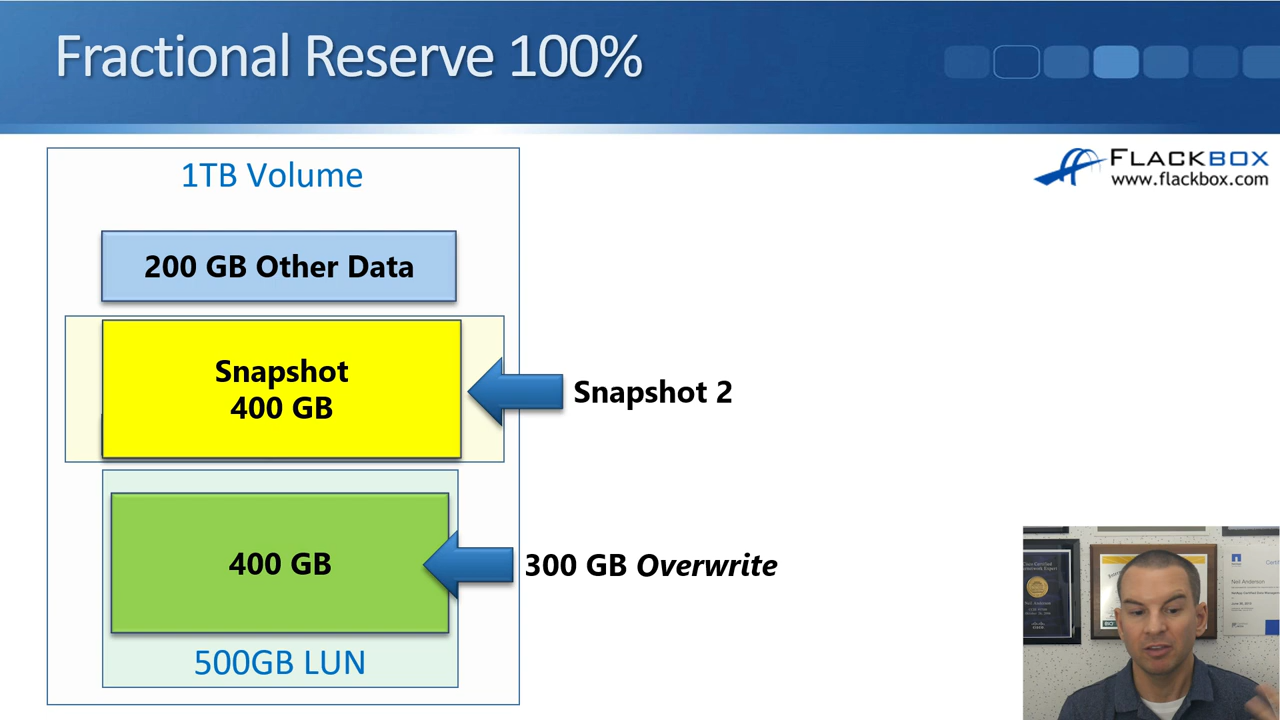 Fractional Reserve 100%
FLACKBOX
www.flackbox.com
1TB Volume
200 GB Other Data
Snapshot
400 GB
Snapshot 2
400 GB
300 GB Overwrite
500GB LUN